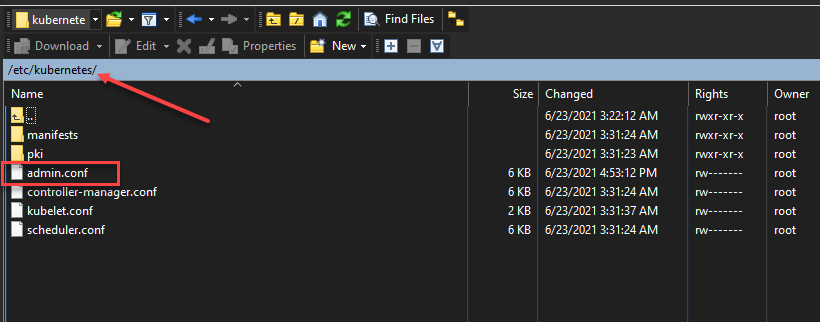 kubernete
Find Files
Download Edit Properties New
/etc/kubernetes/
Name Size Changed Rights Owner
.. 6/23/2021 3:22:12 AM rwxr-xr-x root
manifests 6/23/2021 3:31:24 AM rwxr-xr-x root
pki 6/23/2021 3:31:23 AM rwxr-xr-x root
admin.conf 6 KB 6/23/2021 4:53:12 PM rw------- root
controller-manager.conf 6 KB 6/23/2021 3:31:24 AM rw------- root
kubelet.conf 2 KB 6/23/2021 3:31:37 AM rw------- root
scheduler.conf 6 KB 6/23/2021 3:31:24 AM rw------- root